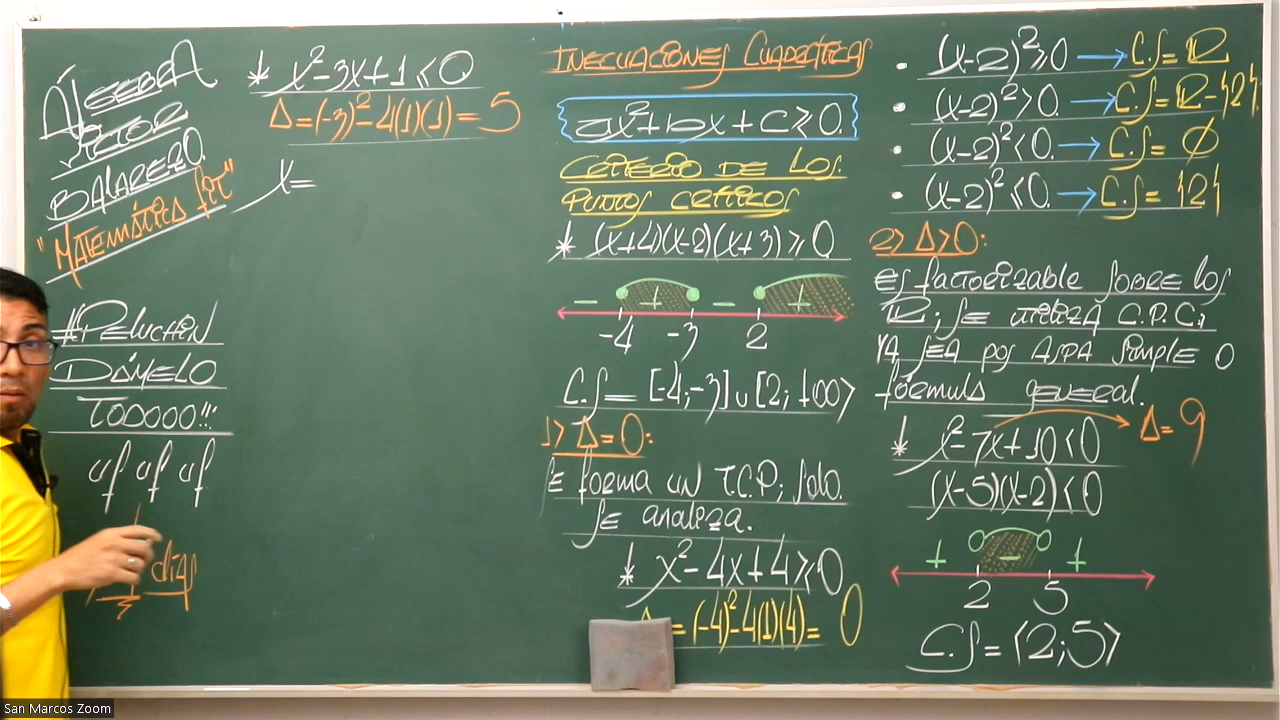 ÁLGEBRA
VÍCTOR
BALAREZO.
"MATEMÁTICA fit"
#PELUCHÍN
DÁMELO
TODOOO!!!
uf uf uf
días
* x²-3x+1≤0
Δ=(-3)²-4(1)(1)=5
x=
INECUACIONES CUADRÁTICAS
ax²+bx+c≥0.
CRITERIO DE LOS
PUNTOS CRÍTICOS
* (x+4)(x-2)(x+3)≥0
- + - +
-4 -3 2
C.S=[-4;-3]∪[2;+∞⟩
1> Δ=0:
SE forma un T.C.P; solo
SE analiza.
* x²-4x+4≥0
Δ=(-4)²-4(1)(4)= 0
• (x-2)²≥0 → C.S=ℝ
• (x-2)²>0. → C.S=ℝ-{2}
• (x-2)²<0. → C.S=∅
• (x-2)²≤0. → C.S={2}
2> Δ>0:
ES factorizable SOBRE los
ℝ; SE utiliza C.P.C.;
YA SEA por ASPA SIMPLE O
fórmula general.
* x²-7x+10<0 Δ=9
(x-5)(x-2)<0
+ - +
2 5
C.S=⟨2;5⟩
San Marcos Zoom